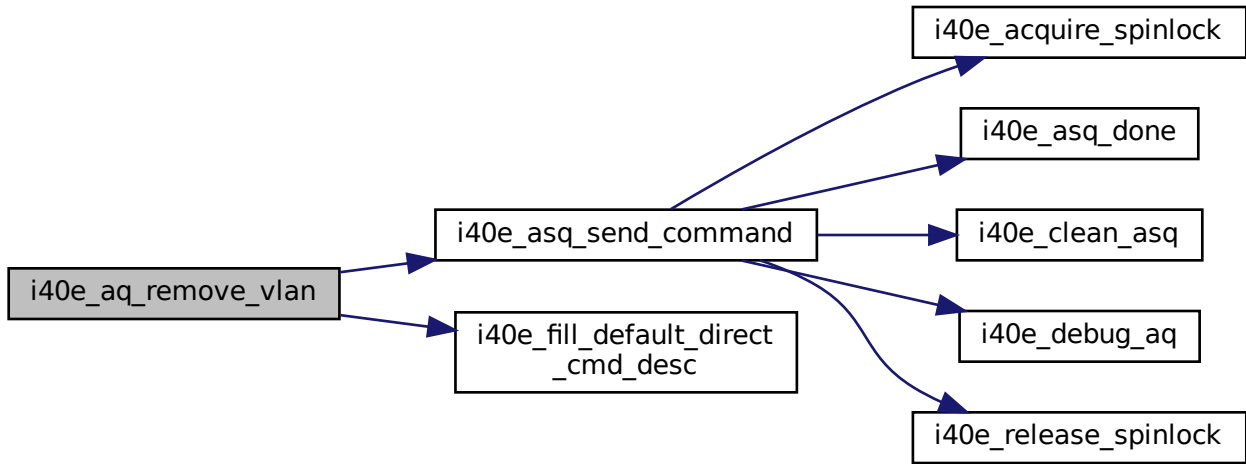 i40e_acquire_spinlock
i40e_asq_done
i40e_asq_send_command
i40e_clean_asq
i40e_aq_remove_vlan
i40e_fill_default_direct
_cmd_desc
i40e_debug_aq
i40e_release_spinlock